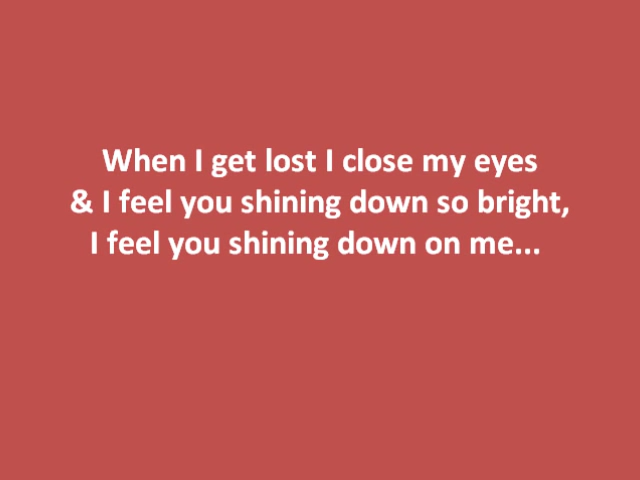 When I get lost I close my eyes
& I feel you shining down so bright,
I feel you shining down on me...